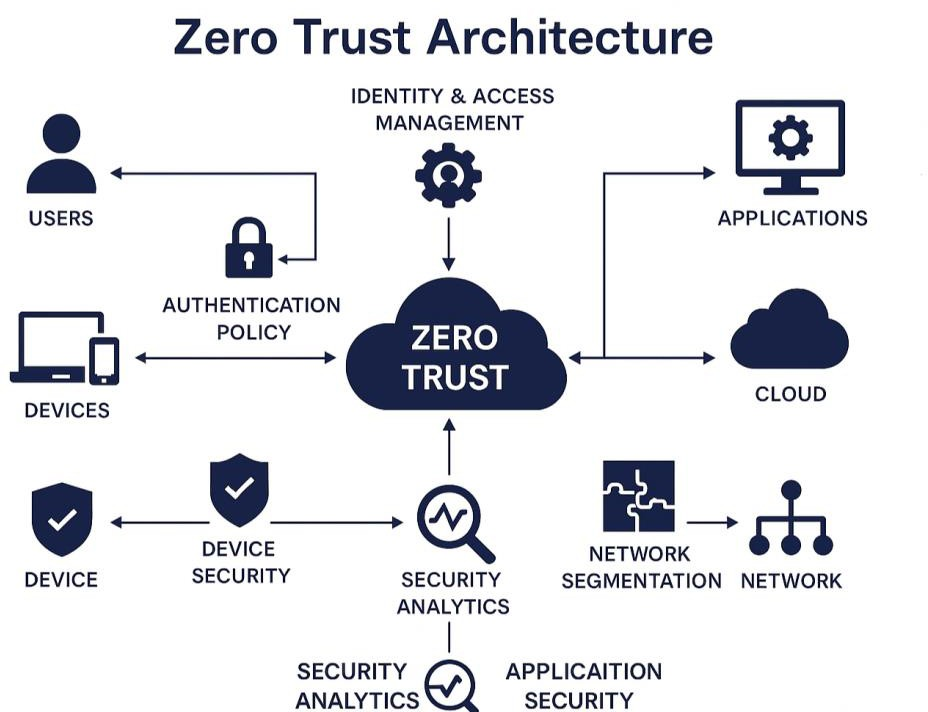 Zero Trust Architecture
IDENTITY & ACCESS
MANAGEMENT
USERS
APPLICATIONS
AUTHENTICATION
POLICY
ZERO
TRUST
DEVICES
CLOUD
DEVICE
DEVICE
SECURITY
SECURITY
ANALYTICS
NETWORK
SEGMENTATION
NETWORK
SECURITY
ANALYTICS
APPLICAITION
SECURITY